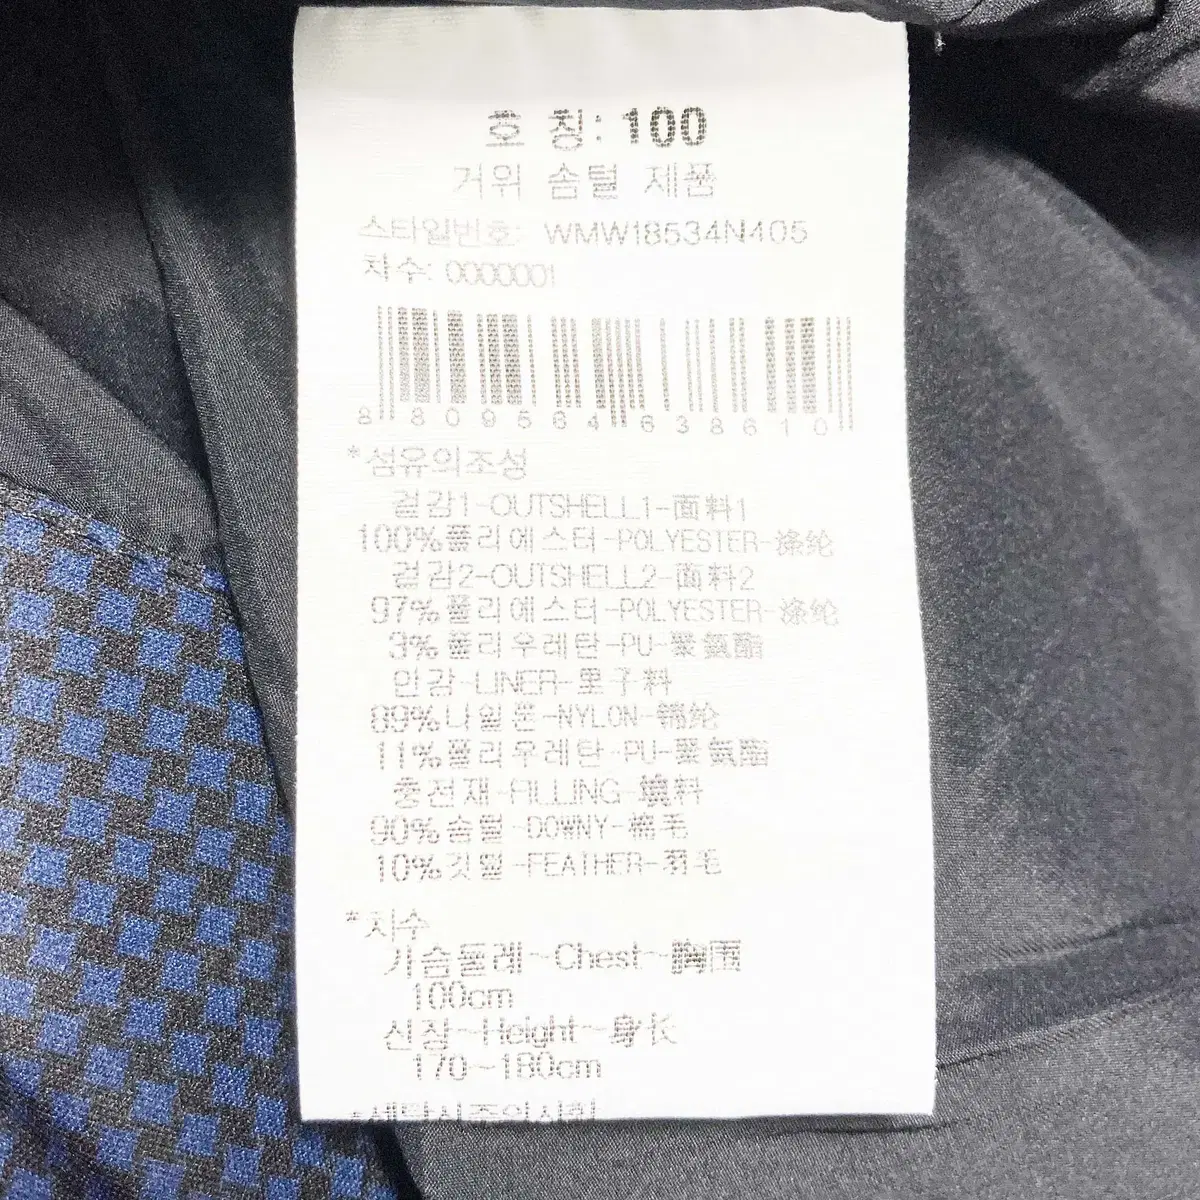 호 칭: 100
거위 솜털 제품
스타일번호: WMW18534N405
차수: 0000001
8 809564 638610
*섬유의조성
겉감1-OUTSHELL1-面料1
100%폴리에스터-POLYESTER-涤纶
겉감2-OUTSHELL2-面料2
97%폴리에스터-POLYESTER-涤纶
3%폴리우레탄-PU-聚氨酯
안감-LINER-里子料
89%나일론-NYLON-锦纶
11%폴리우레탄-PU-聚氨酯
충전재-FILLING-填料
90%솜털-DOWNY-棉毛
10%깃털-FEATHER-羽毛
*치수
가슴둘레-Chest-胸围
100cm
신장-Height-身长
170~180cm